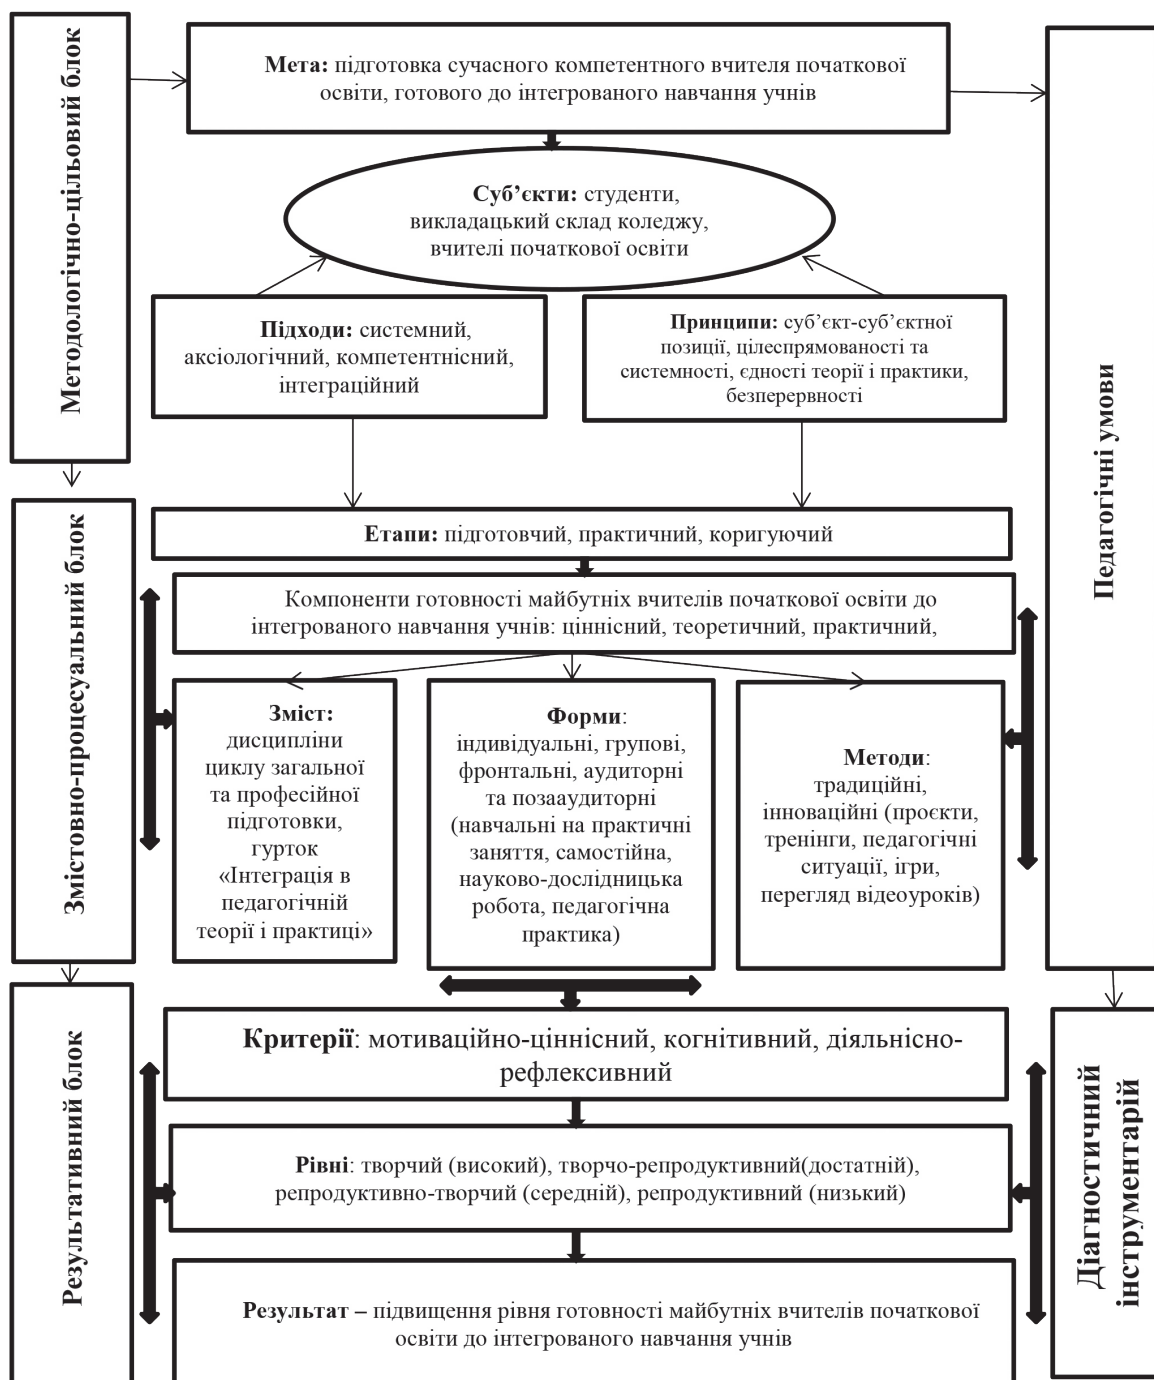 Методологічно-цільовий блок
Мета: підготовка сучасного компетентного вчителя початкової
освіти, готового до інтегрованого навчання учнів
Суб’єкти: студенти,
викладацький склад коледжу,
вчителі початкової освіти
Підходи: системний,
аксіологічний, компетентнісний,
інтеграційний
Принципи: суб’єкт-суб’єктної
позиції, цілеспрямованості та
системності, єдності теорії і практики,
безперервності
Педагогічні умови
Змістовно-процесуальний блок
Етапи: підготовчий, практичний, коригуючий
Компоненти готовності майбутніх вчителів початкової освіти до
інтегрованого навчання учнів: ціннісний, теоретичний, практичний,
Зміст:
дисципліни
циклу загальної
та професійної
підготовки,
гурток
«Інтеграція в
педагогічній
теорії і практиці»
Форми:
індивідуальні, групові,
фронтальні, аудиторні
та позааудиторні
(навчальні на практичні
заняття, самостійна,
науково-дослідницька
робота, педагогічна
практика)
Методи:
традиційні,
інноваційні (проєкти,
тренінги, педагогічні
ситуації, ігри,
перегляд відеоуроків)
Результативний блок
Критерії: мотиваційно-ціннісний, когнітивний, діяльнісно-
рефлексивний
Рівні: творчий (високий), творчо-репродуктивний(достатній),
репродуктивно-творчий (середній), репродуктивний (низький)
Результат – підвищення рівня готовності майбутніх вчителів початкової
освіти до інтегрованого навчання учнів
Діагностичний
інструментарій